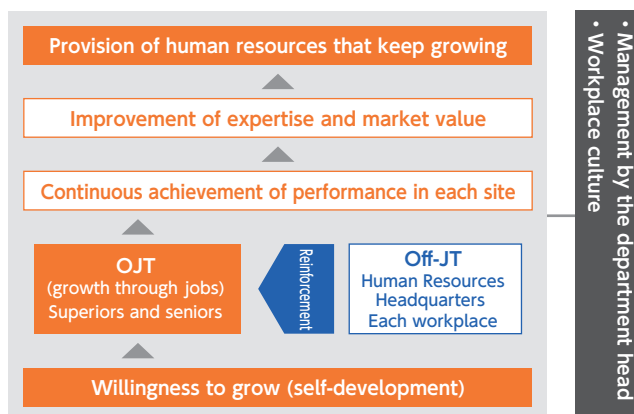 Provision of human resources that keep growing
Improvement of expertise and market value
Continuous achievement of performance in each site
OJT
(growth through jobs)
Superiors and seniors
Reinforcement
Off-JT
Human Resources
Headquarters
Each workplace
Willingness to grow (self-development)
• Management by the department head
• Workplace culture